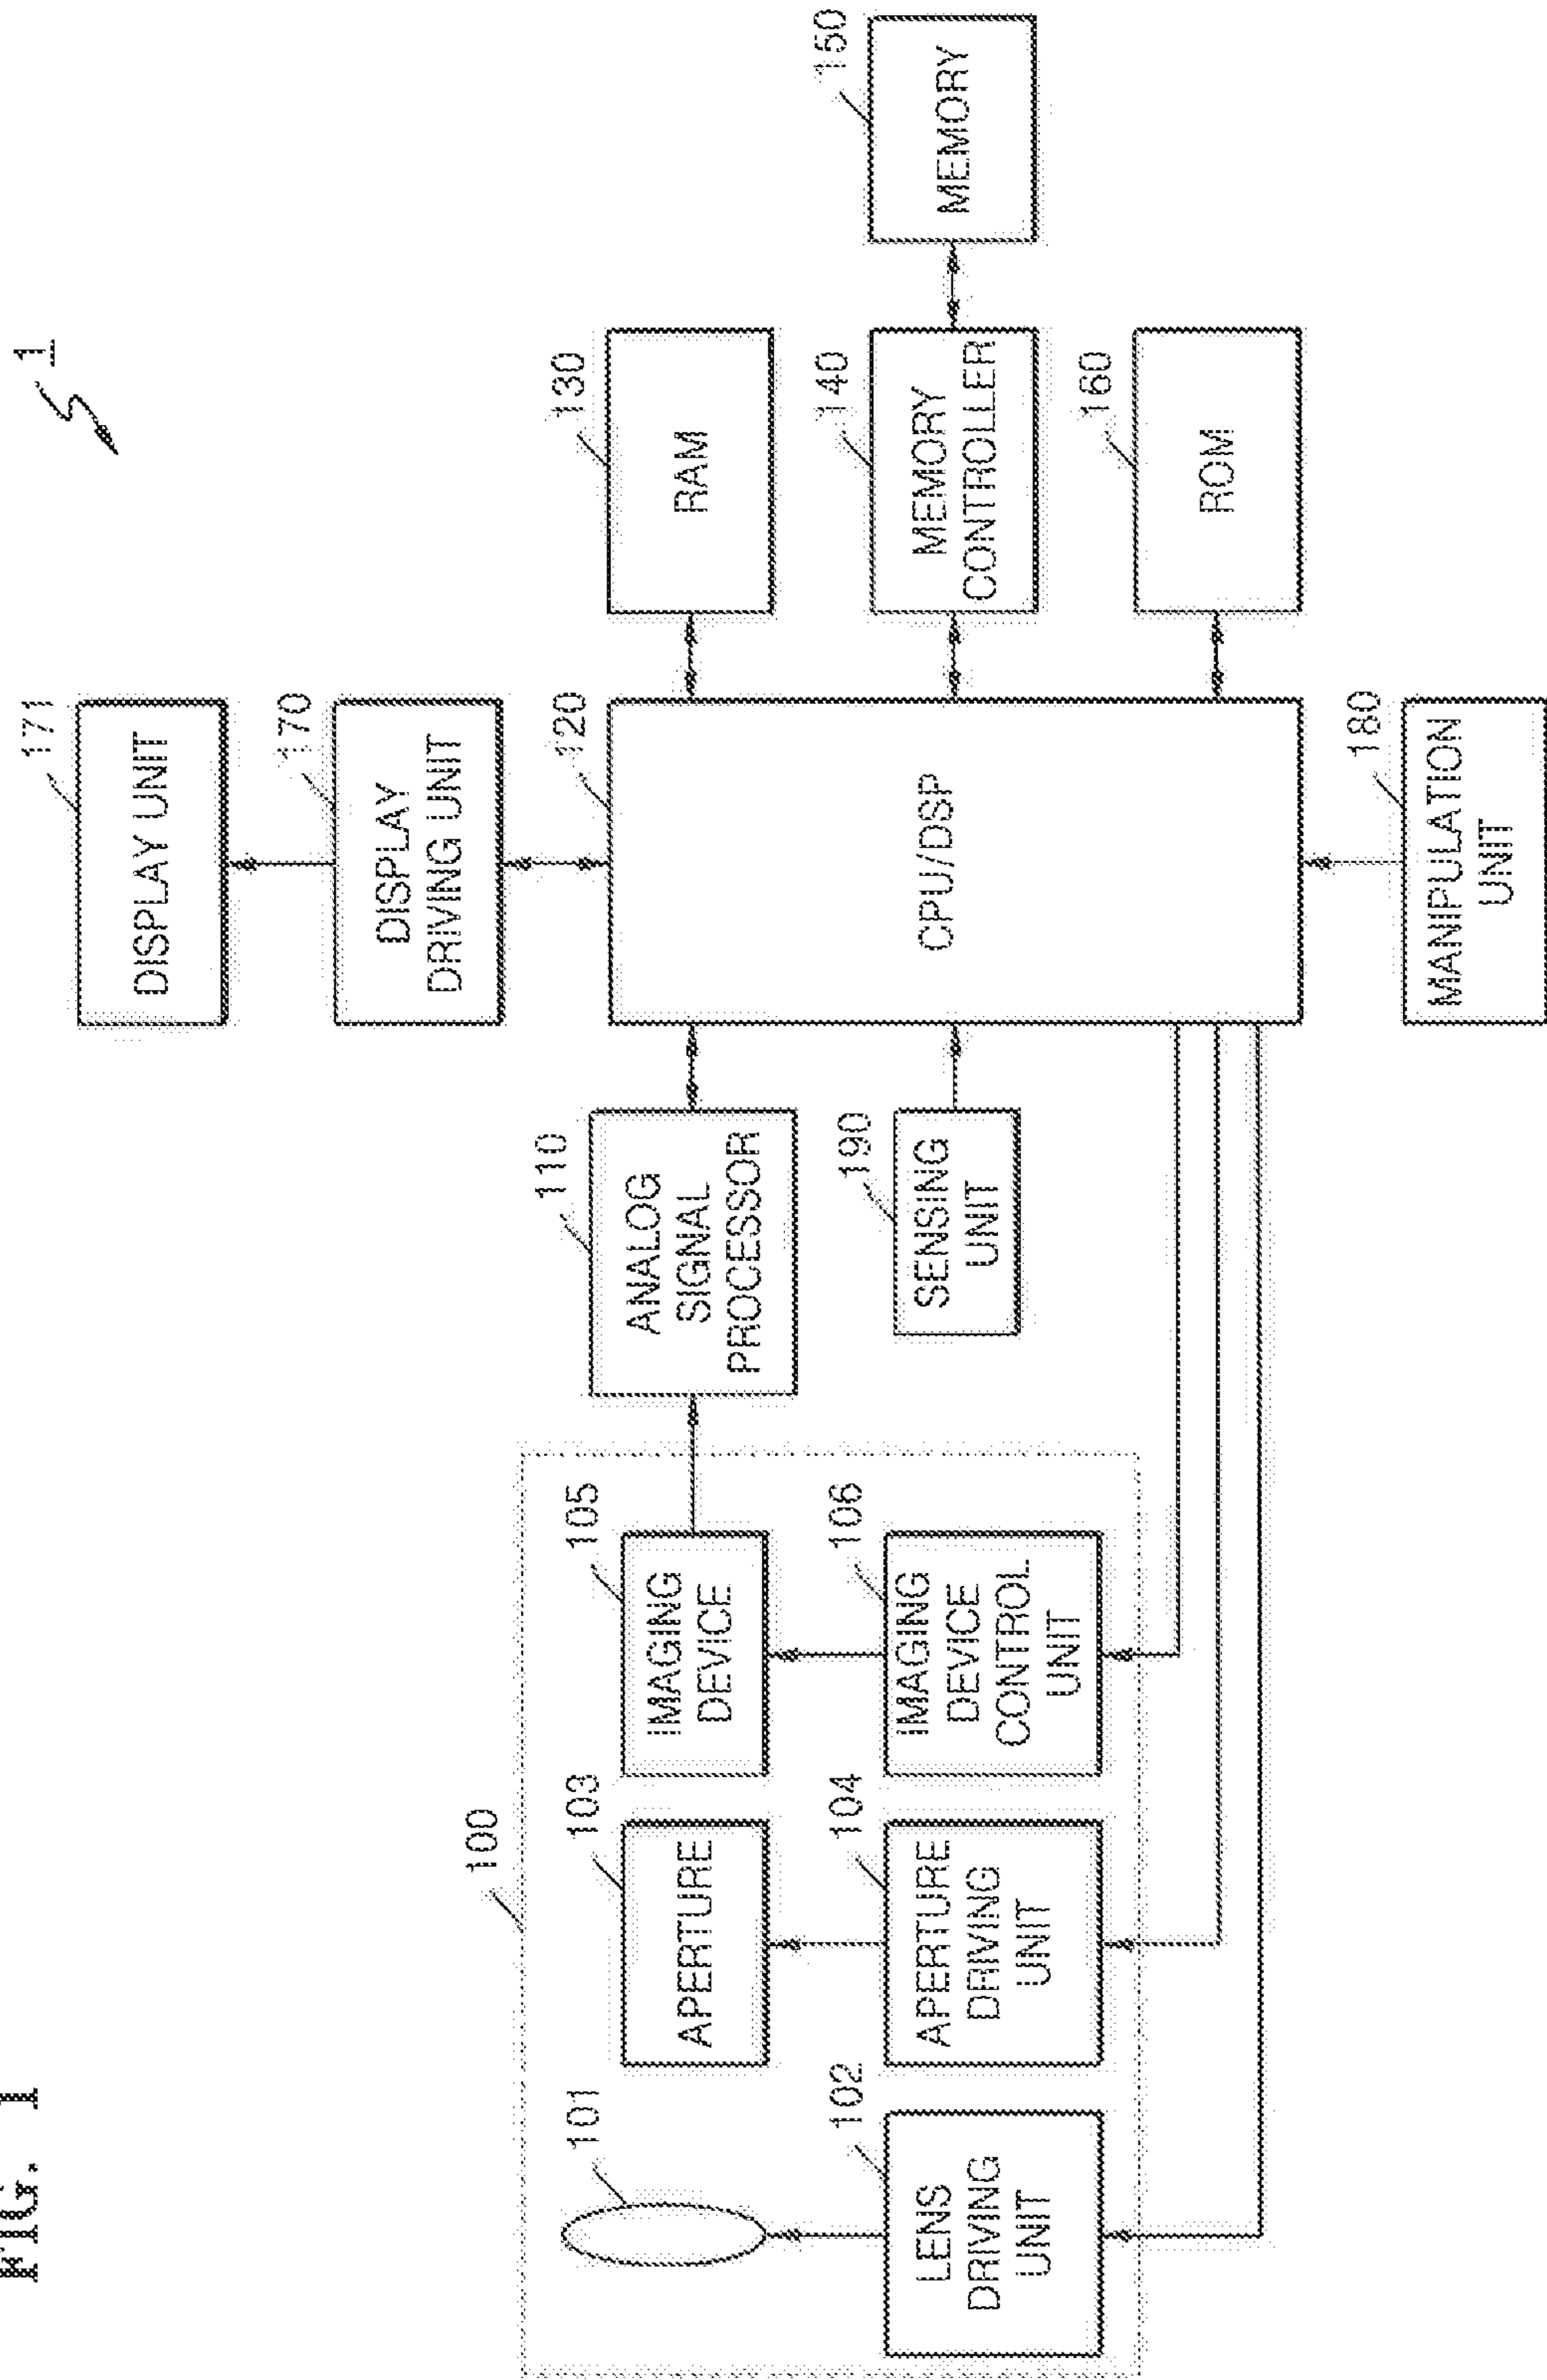 FIG. 1
1
171
DISPLAY UNIT
170
DISPLAY
DRIVING UNIT
100
101
103
105
110
ANALOG
SIGNAL
PROCESSOR
120
CPU/DSP
130
RAM
APERTURE
IMAGING
DEVICE
102
LENS
DRIVING
UNIT
104
APERTURE
DRIVING
UNIT
106
IMAGING
DEVICE
CONTROL
UNIT
190
SENSING
UNIT
140
MEMORY
CONTROLLER
150
MEMORY
160
ROM
180
MANIPULATION
UNIT